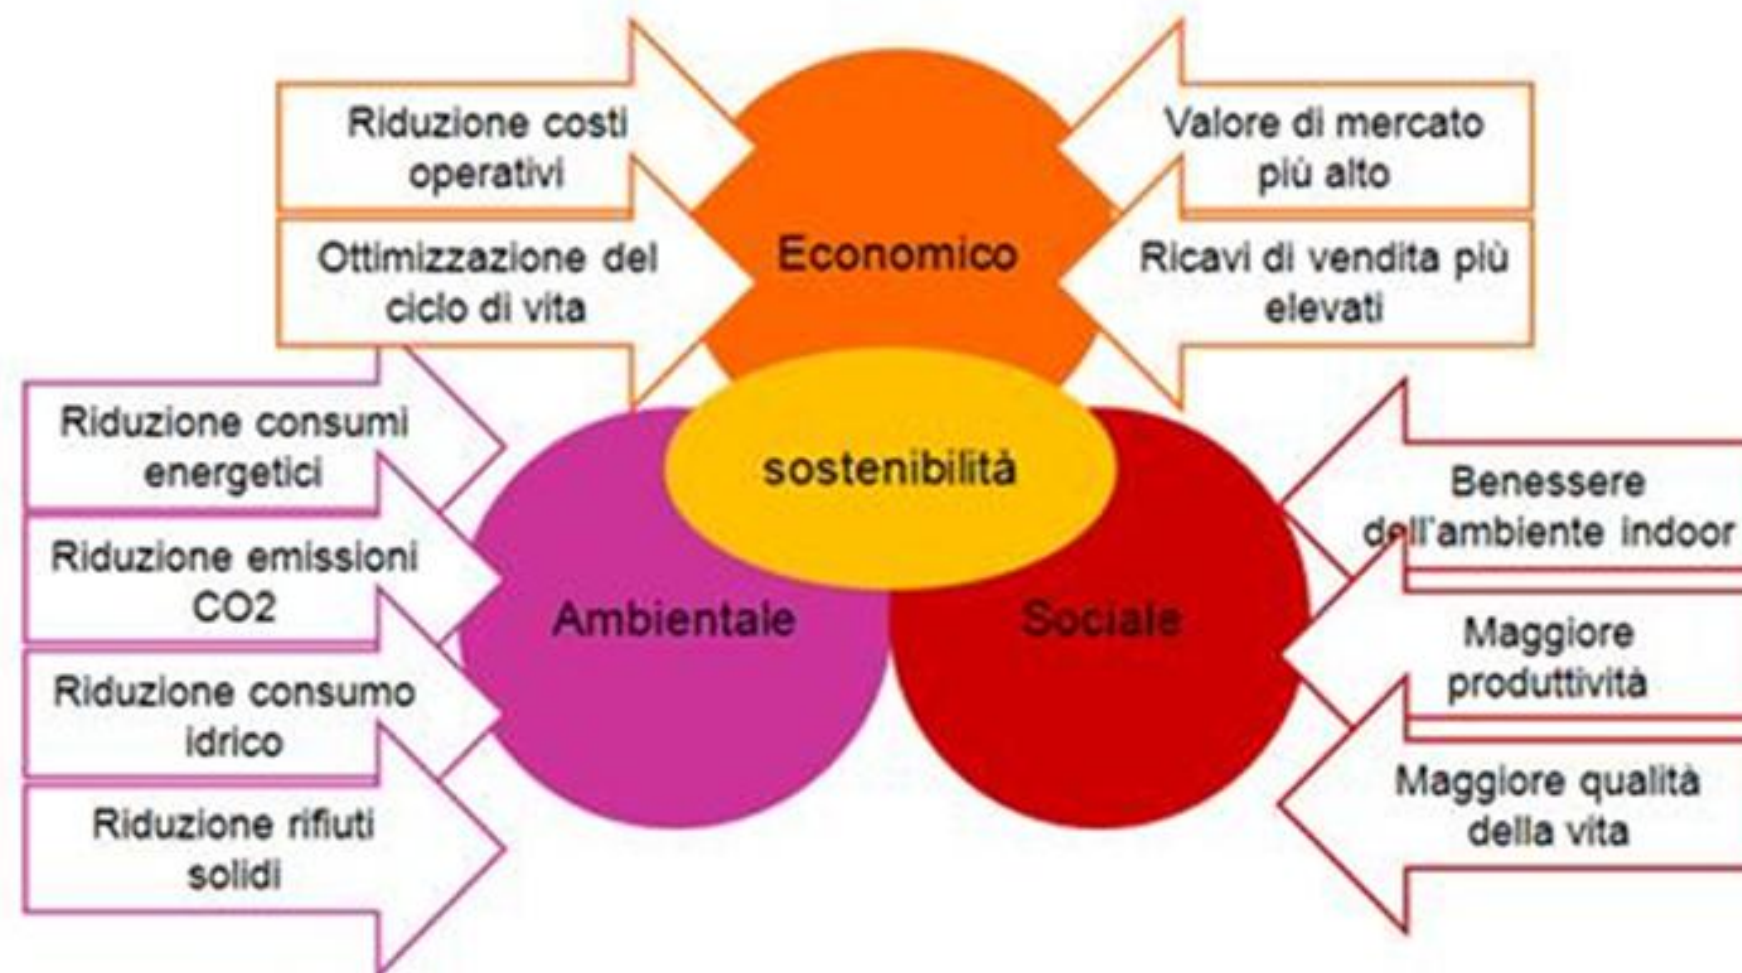 Riduzione costi
operativi
Valore di mercato
più alto
Ottimizzazione del
ciclo di vita
Economico
Ricavi di vendita più
elevati
Riduzione consumi
energetici
sostenibilità
Benessere
dell'ambiente indoor
Riduzione emissioni
CO2
Ambientale
Sociale
Maggiore
produttività
Riduzione consumo
idrico
Maggiore qualità
della vita
Riduzione rifiuti
solidi